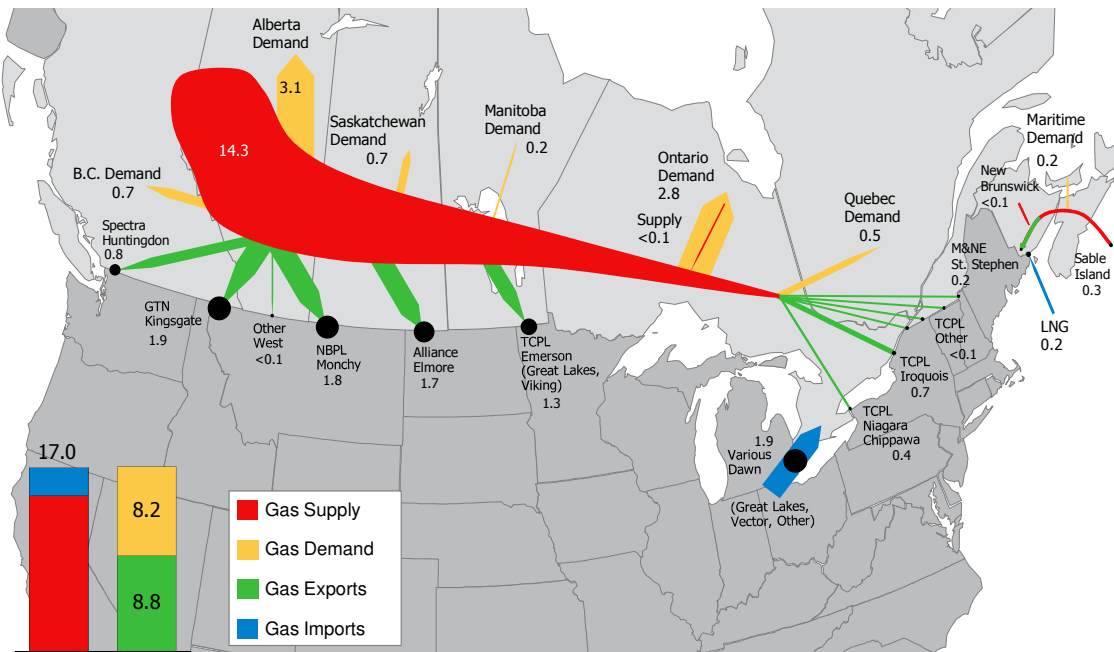 Alberta
Demand
3.1
Saskatchewan
Demand
0.7
Manitoba
Demand
0.2
14.3
B.C. Demand
0.7
Ontario
Demand
2.8
Supply
<0.1
Quebec
Demand
0.5
Maritime
Demand
0.2
New
Brunswick
<0.1
Spectra
Huntingdon
0.8
M&NE
St. Stephen
0.2
Sable
Island
0.3
GTN
Kingsgate
1.9
Other
West
<0.1
NBPL
Monchy
1.8
Alliance
Elmore
1.7
TCPL
Emerson
(Great Lakes,
Viking)
1.3
TCPL
Other
<0.1
LNG
0.2
TCPL
Iroquois
0.7
TCPL
Niagara
Chippawa
0.4
1.9
Various
Dawn
(Great Lakes,
Vector, Other)
17.0
8.2
8.8
Gas Supply
Gas Demand
Gas Exports
Gas Imports